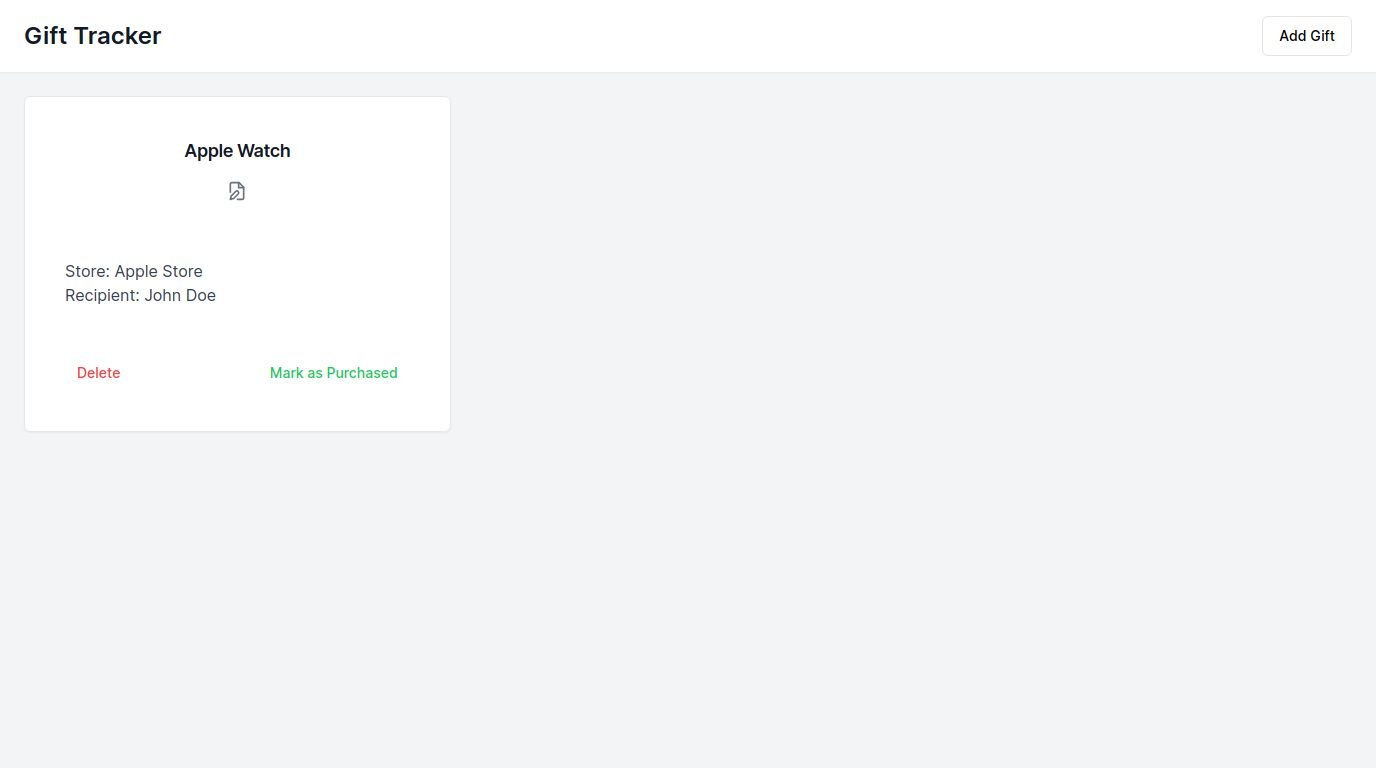 Gift Tracker
Add Gift
Apple Watch
Store: Apple Store
Recipient: John Doe
Delete
Mark as Purchased